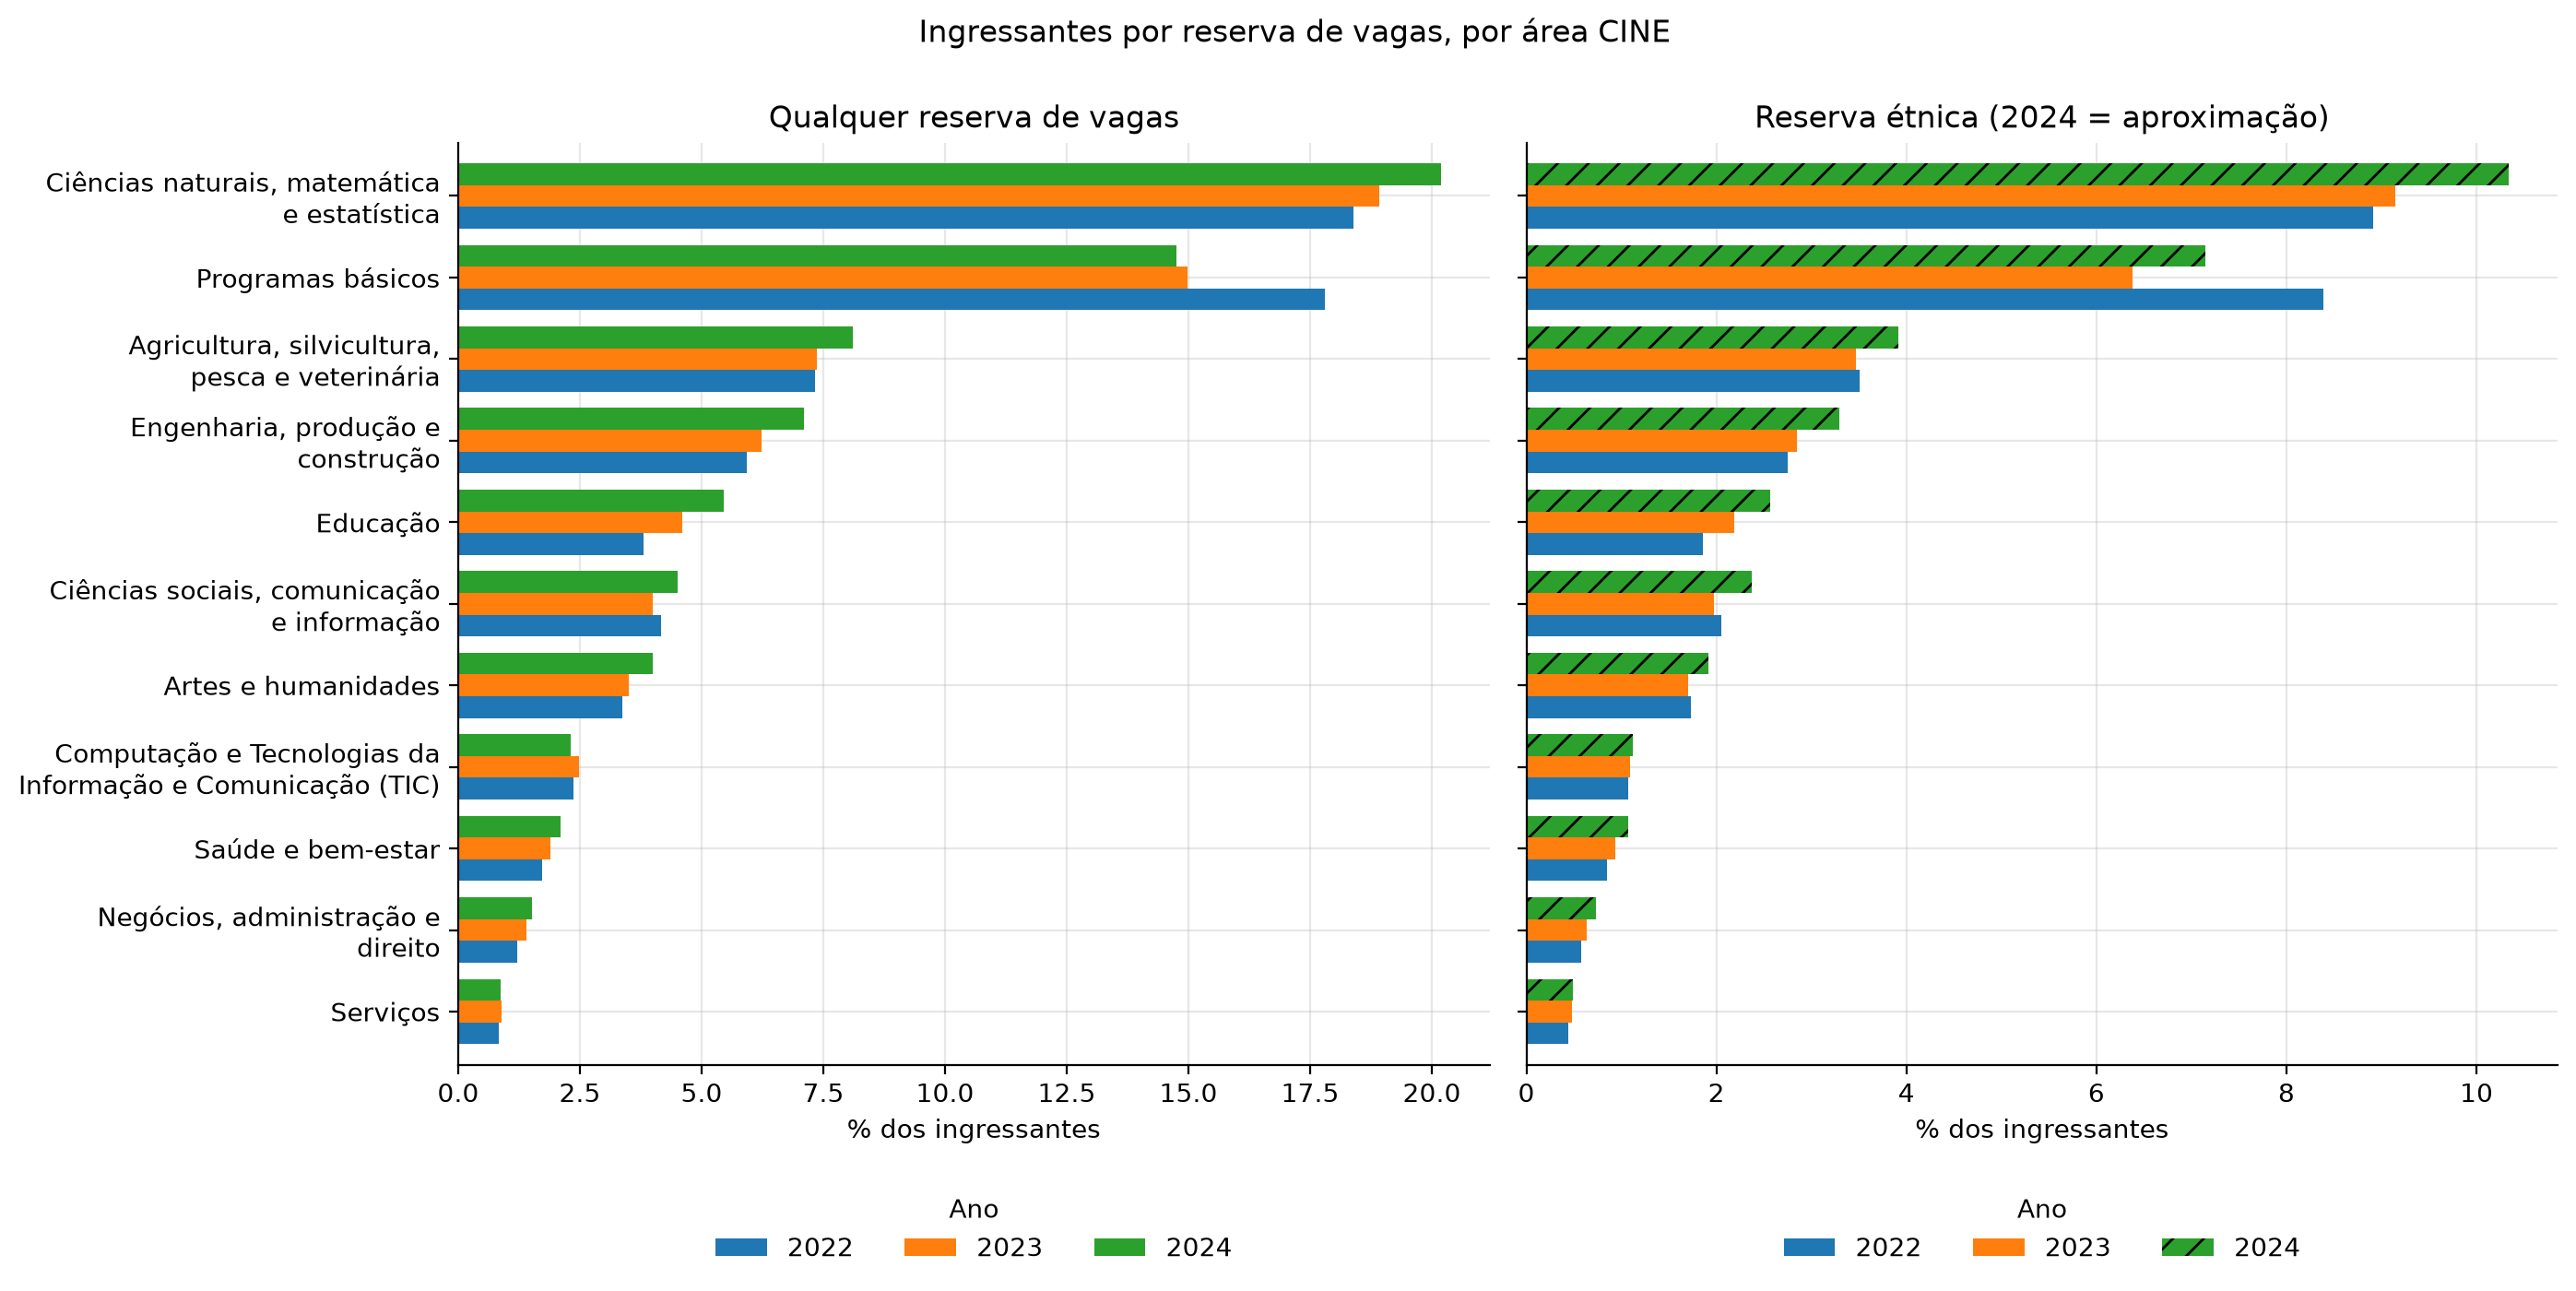 Ingressantes por reserva de vagas, por área CINE
Qualquer reserva de vagas
Ciências naturais, matemática
e estatística
Programas básicos
Agricultura, silvicultura,
pesca e veterinária
Engenharia, produção e
construção
Educação
Ciências sociais, comunicação
e informação
Artes e humanidades
Computação e Tecnologias da
Informação e Comunicação (TIC)
Saúde e bem-estar
Negócios, administração e
direito
Serviços
0.0 2.5 5.0 7.5 10.0 12.5 15.0 17.5 20.0
% dos ingressantes
Ano
2022 2023 2024
Reserva étnica (2024 = aproximação)
0 2 4 6 8 10
% dos ingressantes
Ano
2022 2023 2024